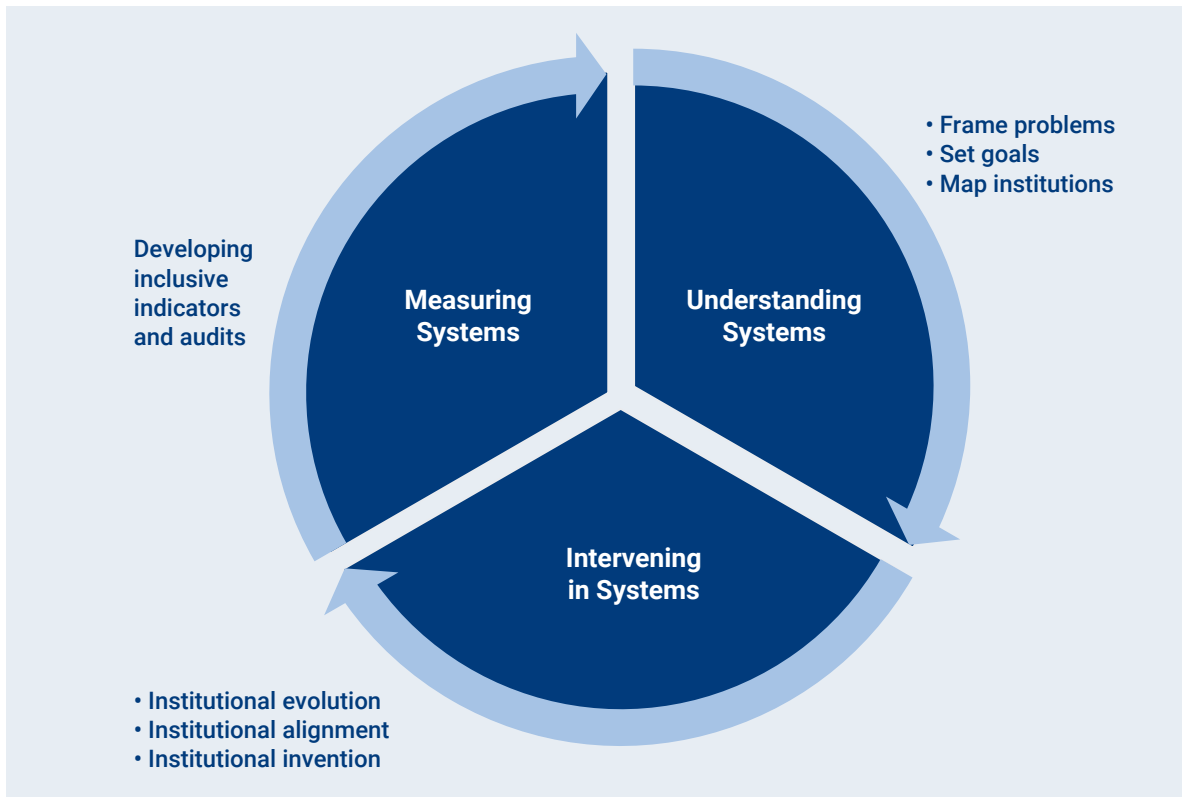 • Frame problems
• Set goals
• Map institutions
Developing
inclusive
indicators
and audits
Measuring
Systems
Understanding
Systems
Intervening
in Systems
• Institutional evolution
• Institutional alignment
• Institutional invention